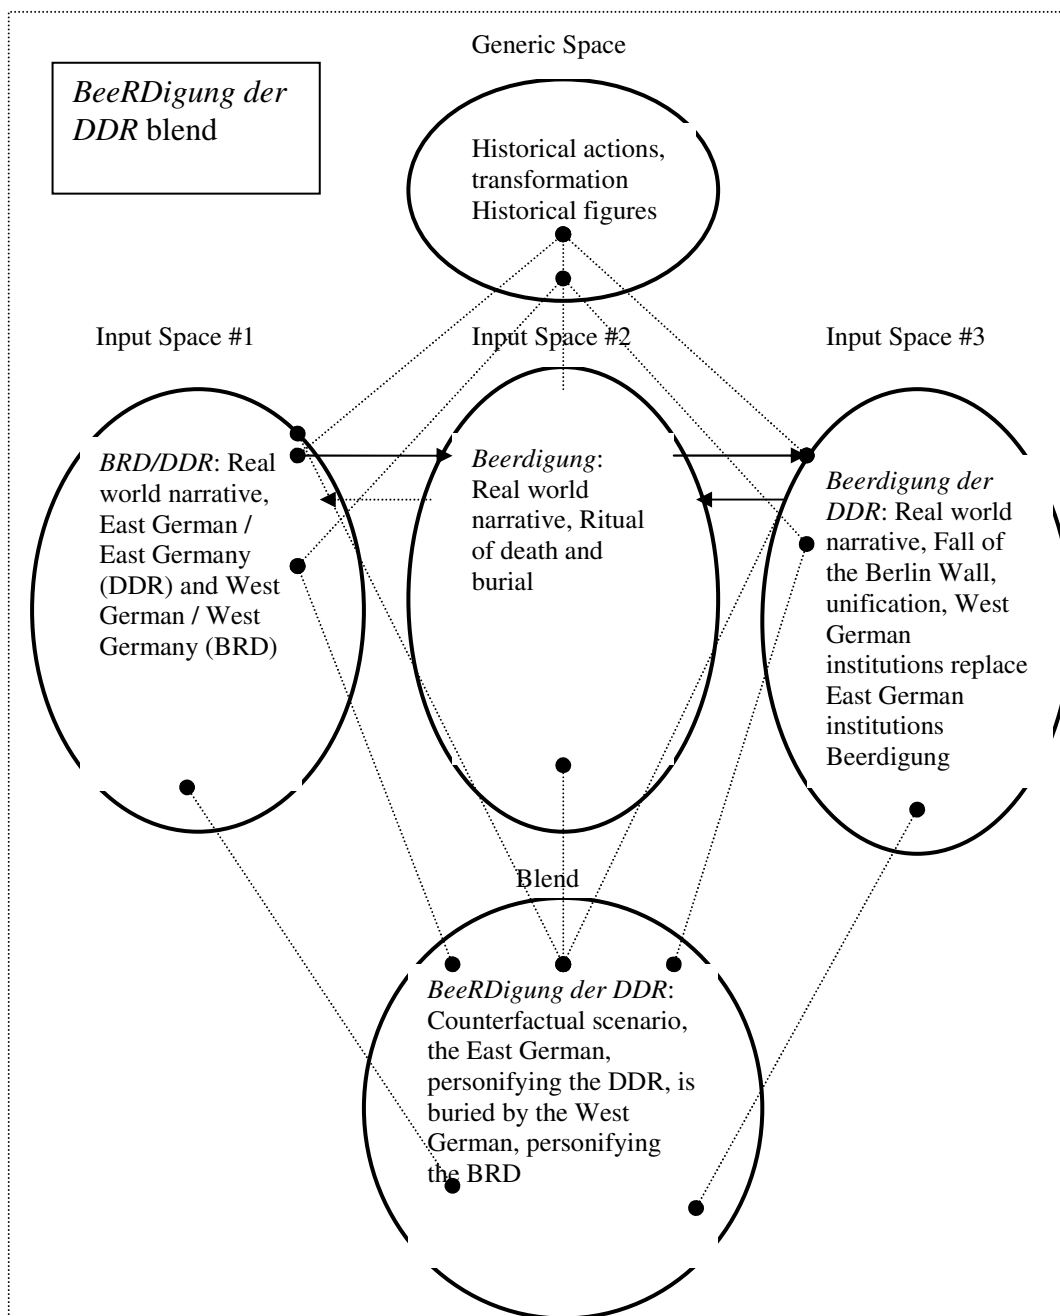 Generic Space
BeeRDigung der
DDR blend
Historical actions,
transformation
Historical figures
Input Space #1
Input Space #2
Input Space #3
BRD/DDR: Real
world narrative,
East German /
East Germany
(DDR) and West
German / West
Germany (BRD)
Beerdigung:
Real world
narrative, Ritual
of death and
burial
Beerdigung der
DDR: Real world
narrative, Fall of
the Berlin Wall,
unification, West
German
institutions replace
East German
institutions
Beerdigung
Blend
BeeRDigung der DDR:
Counterfactual scenario,
the East German,
personifying the DDR, is
buried by the West
German, personifying
the BRD